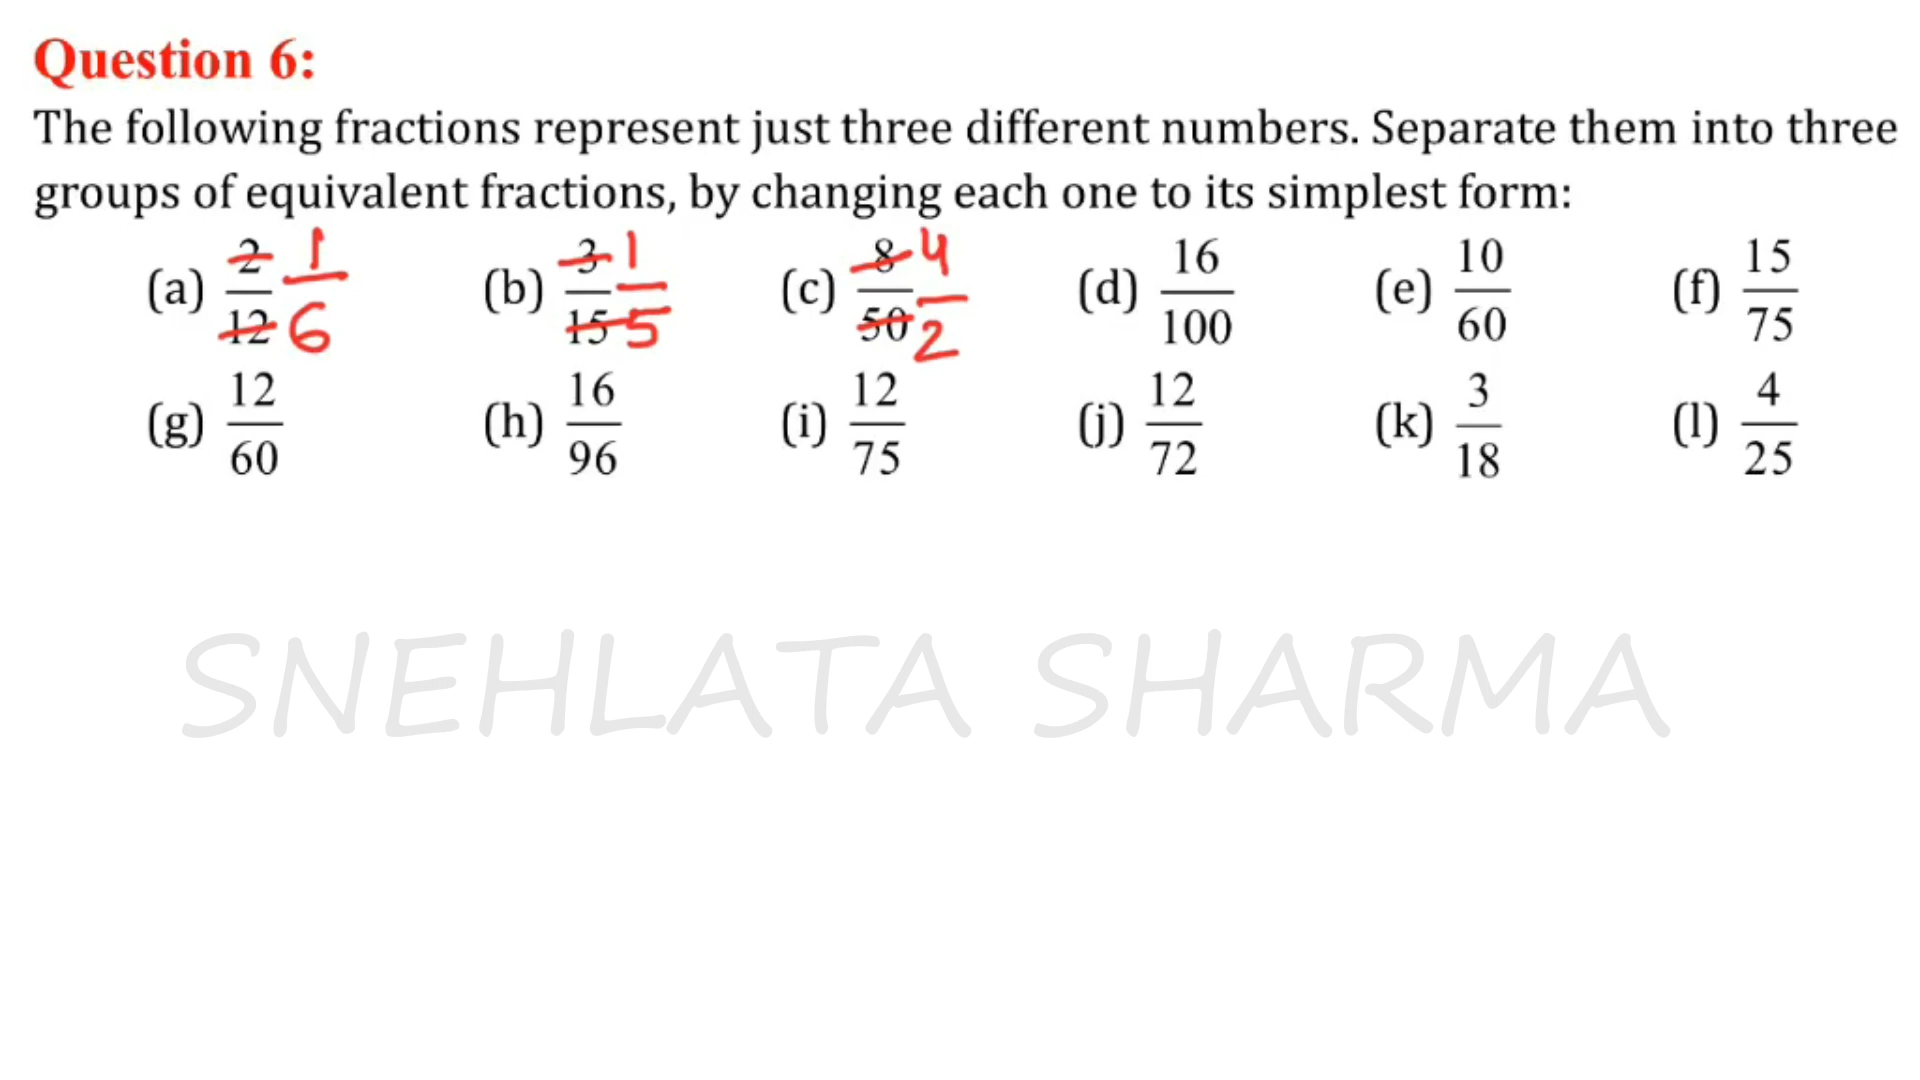 Question 6:
The following fractions represent just three different numbers. Separate them into three
groups of equivalent fractions, by changing each one to its simplest form:
(a) 2/12 1/6 (b) 3/15 1/5 (c) 8/50 4/2 (d) 16/100 (e) 10/60 (f) 15/75
(g) 12/60 (h) 16/96 (i) 12/75 (j) 12/72 (k) 3/18 (l) 4/25
SNEHLATA SHARMA